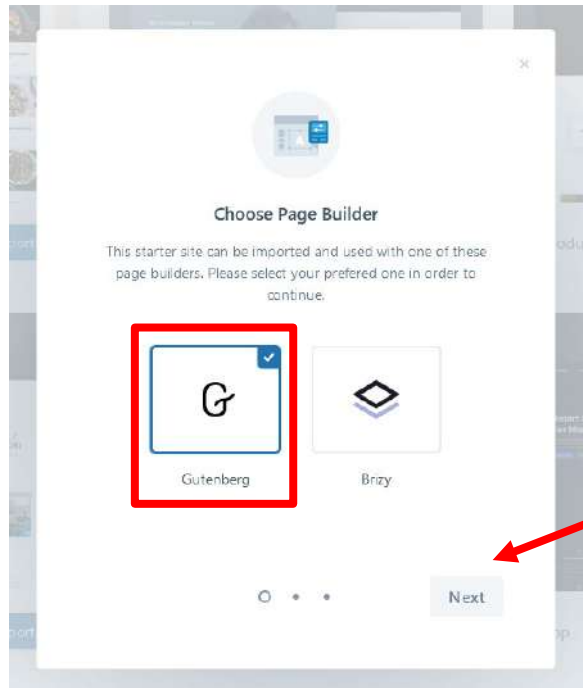 Choose Page Builder
This starter site can be imported and used with one of these
page builders. Please select your prefered one in order to
continue.
Gutenberg
Brizy
Next